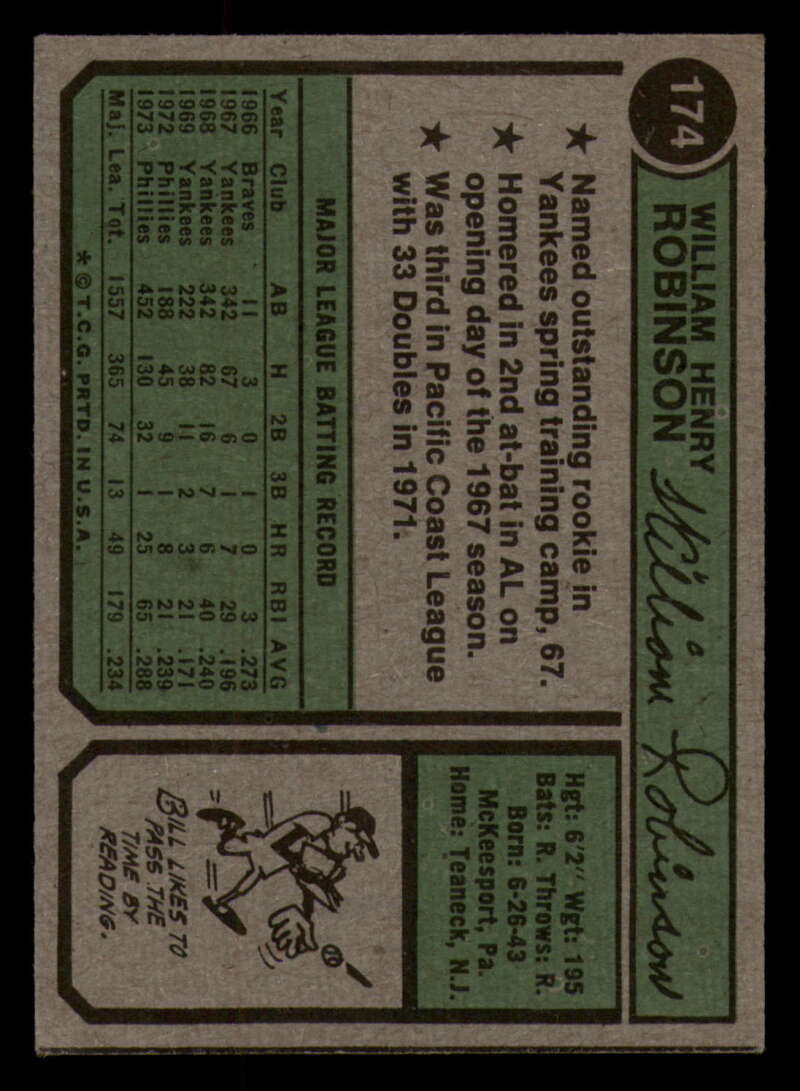 174
WILLIAM HENRY
ROBINSON
William Robinson
★ Named outstanding rookie in
Yankees spring training camp, 67.
★ Homered in 2nd at-bat in AL on
opening day of the 1967 season.
★ Was third in Pacific Coast League
with 33 Doubles in 1971.
Hgt: 6'2" Wgt: 195
Bats: R. Throws: R.
Born: 6-26-43
McKeesport, Pa.
Home: Teaneck, N.J.
MAJOR LEAGUE BATTING RECORD
Year Club AB H 2B 3B HR RBI AVG
1966 Braves 11 3 0 1 0 3 .273
1967 Yankees 342 67 6 1 7 29 .196
1968 Yankees 342 82 16 7 6 40 .240
1969 Yankees 222 38 11 2 3 21 .171
1972 Phillies 188 45 9 1 8 21 .239
1973 Phillies 452 130 32 1 25 65 .288
Maj. Lea. Tot. 1557 365 74 13 49 179 .234
* © T.C.G. PRTD. IN U.S.A.
BILL LIKES TO
PASS THE
TIME BY
READING.